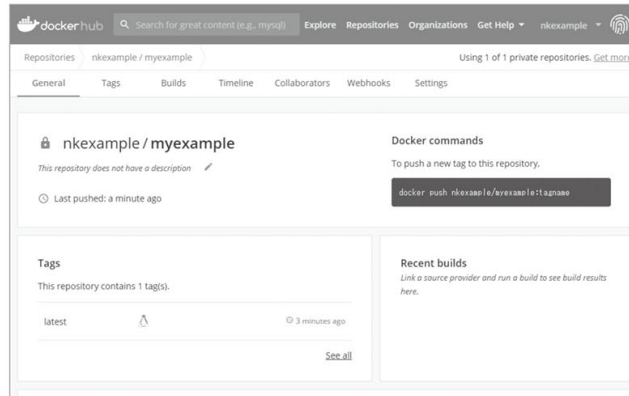 dockerhub Search for great content (e.g., mysql) Explore Repositories Organizations Get Help nkexample
Repositories nkexample / myexample Using 1 of 1 private repositories. Get more
General Tags Builds Timeline Collaborators Webhooks Settings
nkexample / myexample
This repository does not have a description
Last pushed: a minute ago
Docker commands
To push a new tag to this repository,
docker push nkexample/myexample:tagname
Tags
This repository contains 1 tag(s).
latest 3 minutes ago
See all
Recent builds
Link a source provider and run a build to see build results
here.